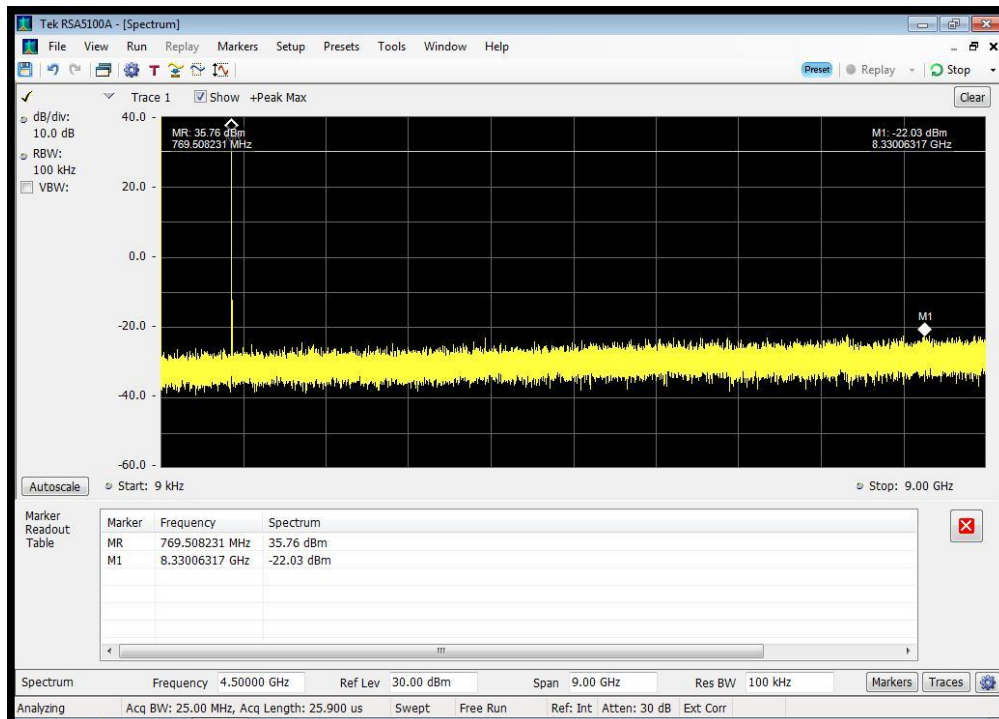 Tek RSA5100A - [Spectrum]
File View Run Replay Markers Setup Presets Tools Window Help
T Preset Replay Stop
Trace 1 Show +Peak Max Clear
dB/div:
10.0 dB
RBW:
100 kHz
VBW:
40.0
20.0
0.0
-20.0
-40.0
-60.0
MR: 35.76 dBm
769.508231 MHz
M1: -22.03 dBm
8.33006317 GHz
M1
Autoscale Start: 9 kHz Stop: 9.00 GHz
Marker
Readout
Table
Marker Frequency Spectrum
MR 769.508231 MHz 35.76 dBm
M1 8.33006317 GHz -22.03 dBm
Spectrum Frequency 4.50000 GHz Ref Lev 30.00 dBm Span 9.00 GHz Res BW 100 kHz Markers Traces
Analyzing Acq BW: 25.00 MHz, Acq Length: 25.900 us Swept Free Run Ref: Int Atten: 30 dB Ext Corr